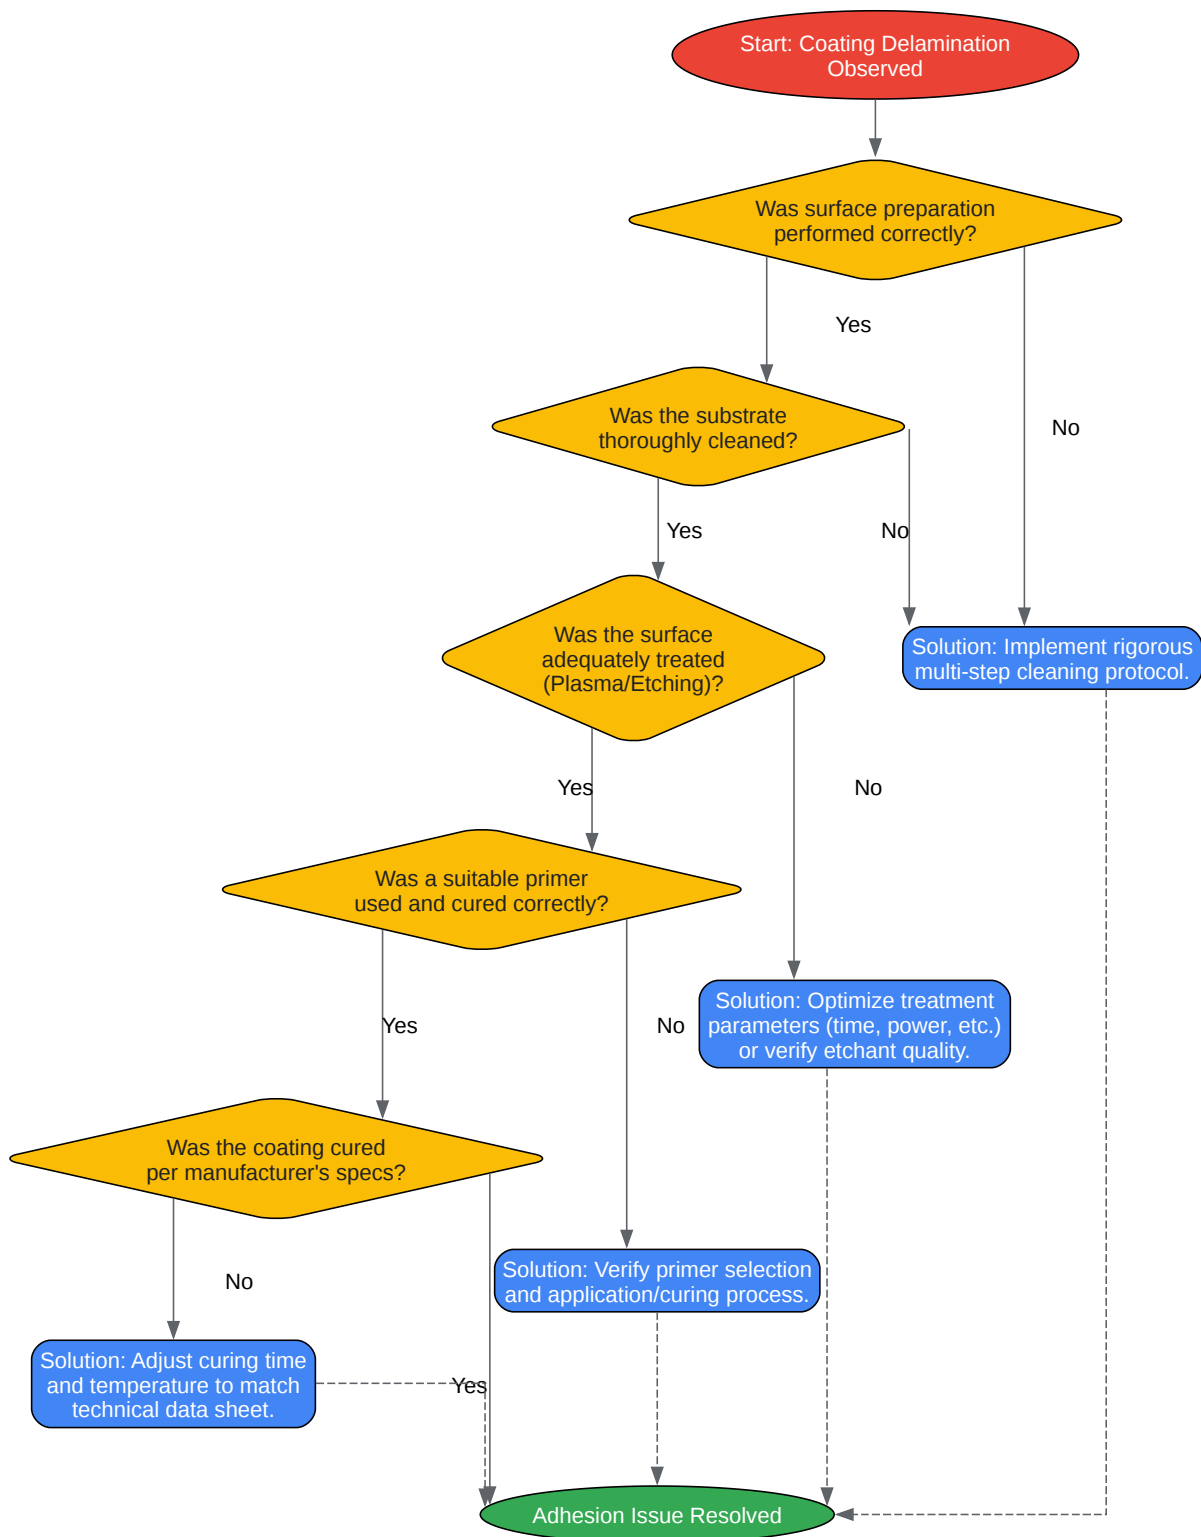 Start: Coating Delamination
Observed
Was surface preparation
performed correctly?
Yes
Was the substrate
thoroughly cleaned?
No
Yes
No
Was the surface
adequately treated
(Plasma/Etching)?
Solution: Implement rigorous
multi-step cleaning protocol.
Yes
No
Was a suitable primer
used and cured correctly?
Solution: Optimize treatment
parameters (time, power, etc.)
or verify etchant quality.
Yes
No
Was the coating cured
per manufacturer's specs?
Solution: Verify primer selection
and application/curing process.
No
Solution: Adjust curing time
and temperature to match
technical data sheet.
Yes
Adhesion Issue Resolved